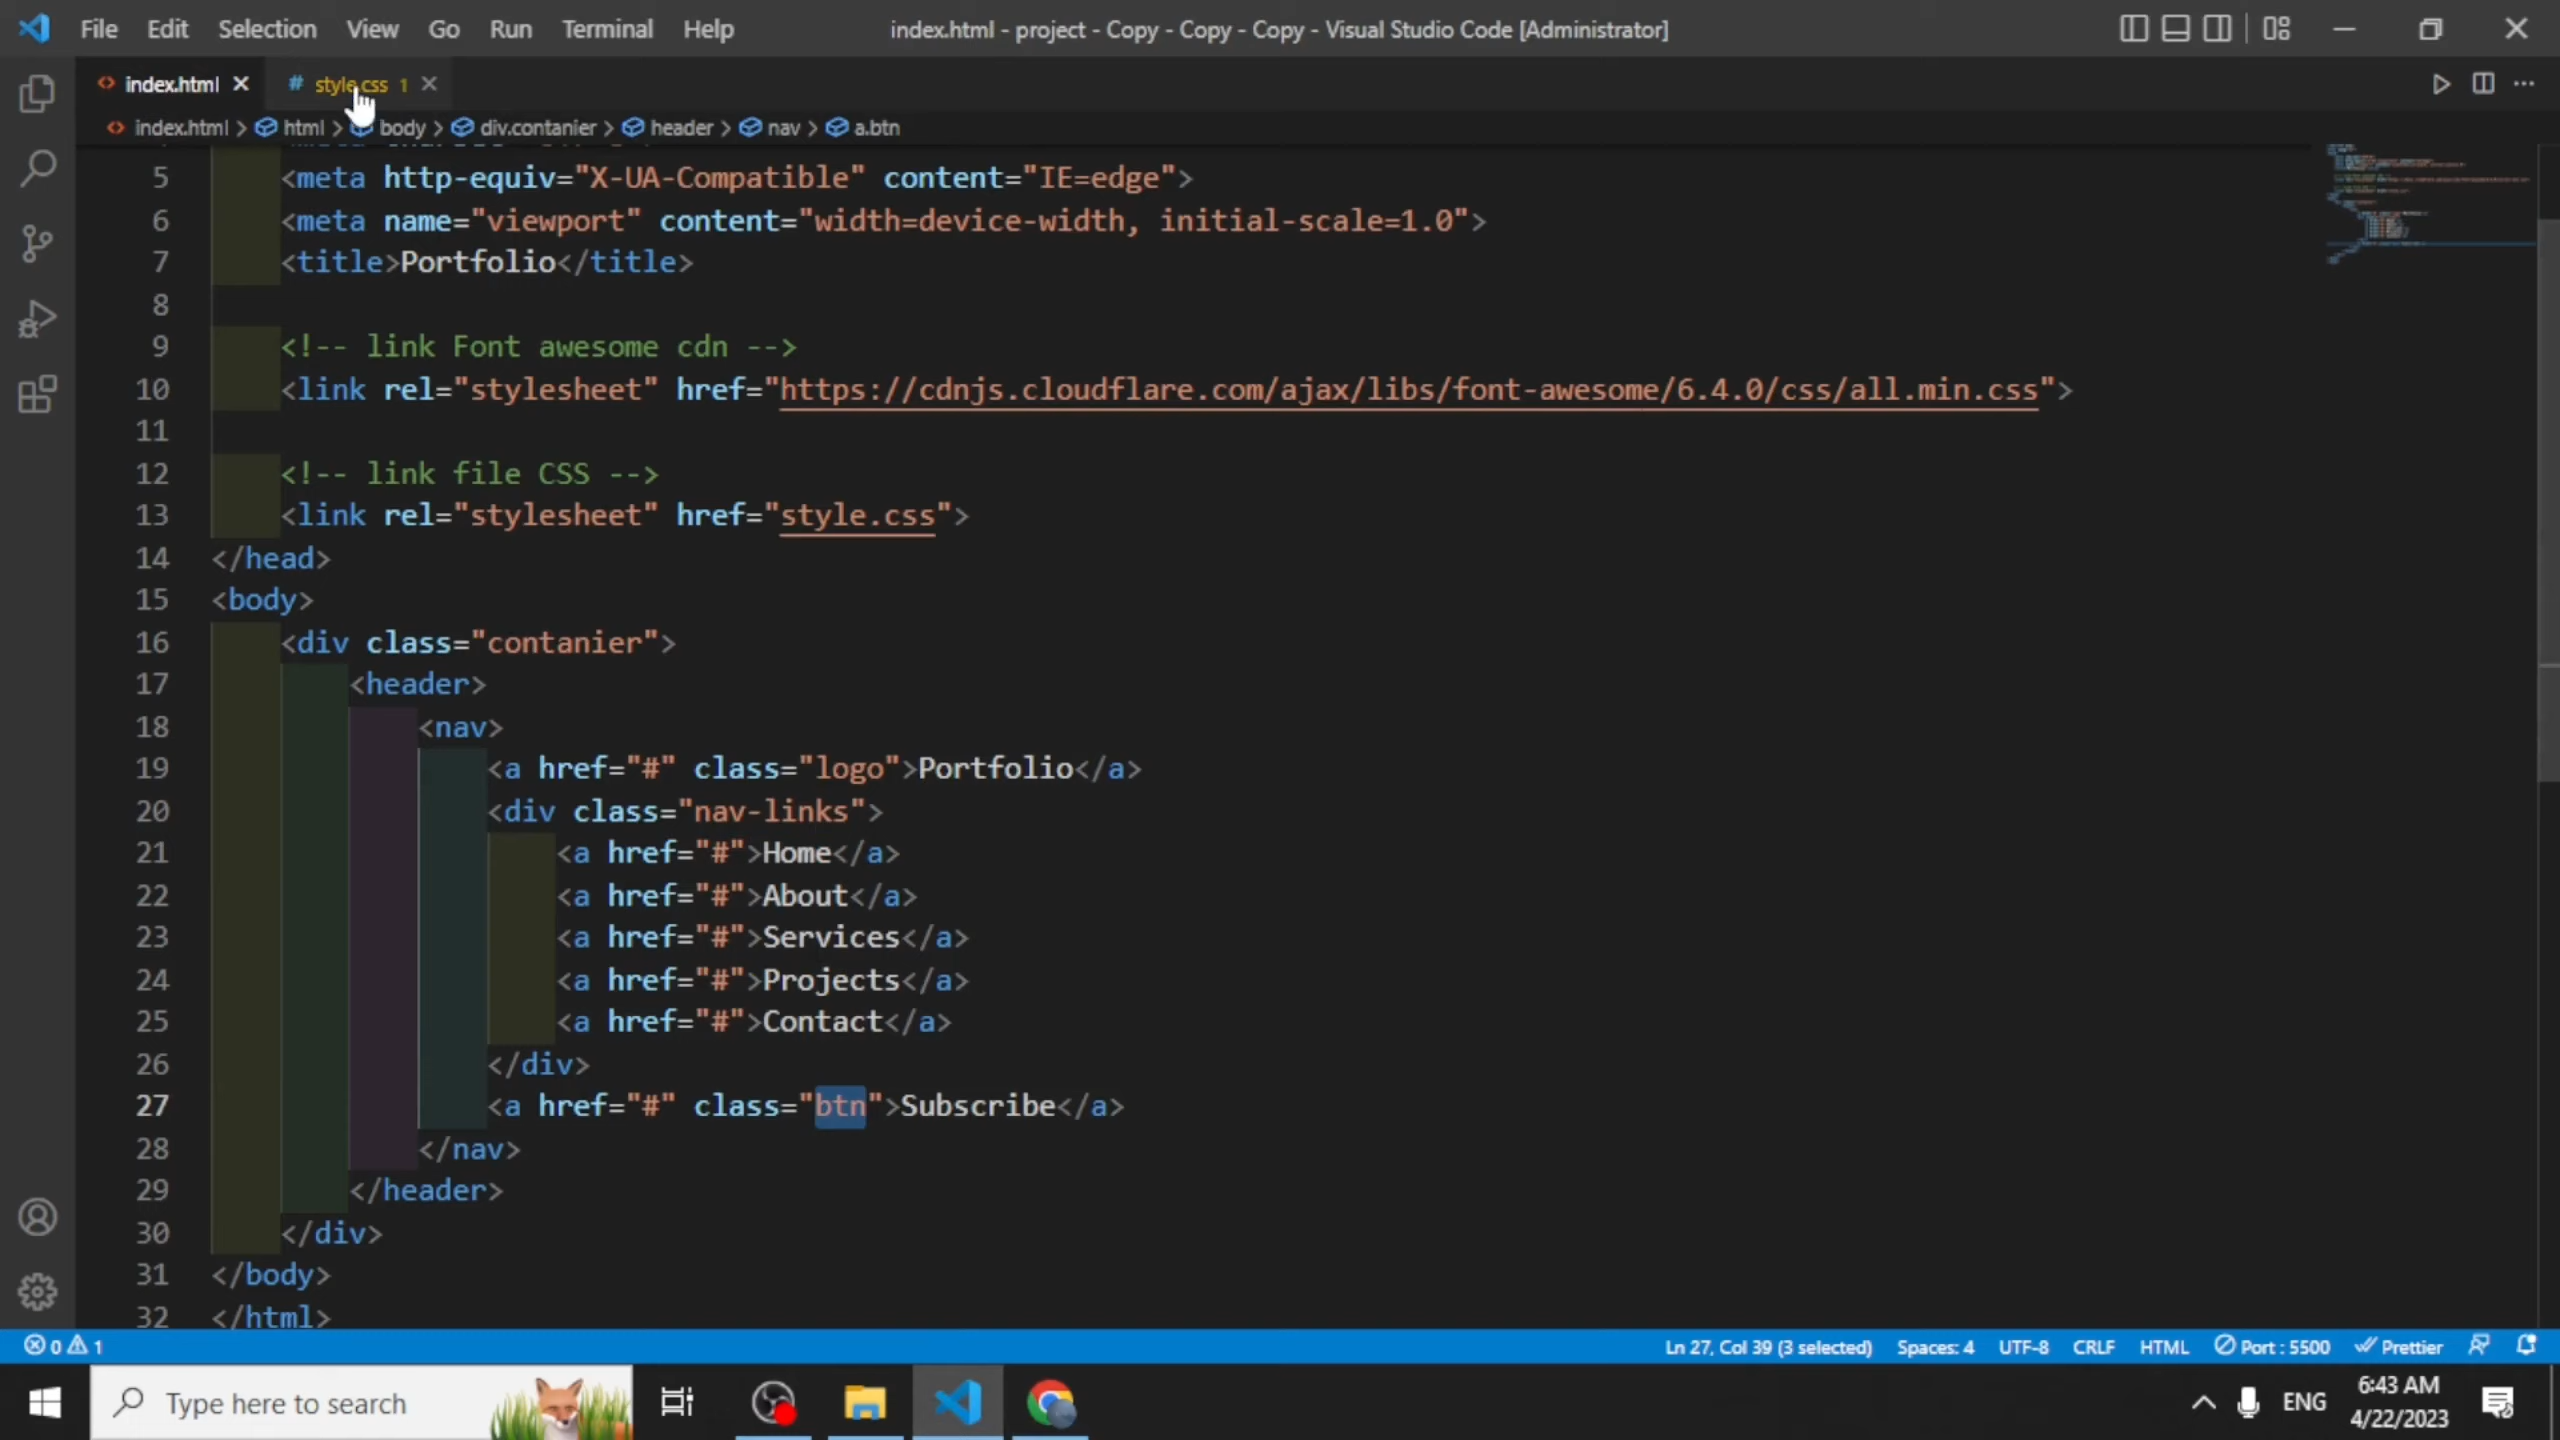 File Edit Selection View Go Run Terminal Help index.html - project - Copy - Copy - Copy - Visual Studio Code [Administrator]
index.html # style.css 1
index.html > html > body > div.contanier > header > nav > a.btn
5 <meta http-equiv="X-UA-Compatible" content="IE=edge">
6 <meta name="viewport" content="width=device-width, initial-scale=1.0">
7 <title>Portfolio</title>
8
9 <!-- link Font awesome cdn -->
10 <link rel="stylesheet" href="https://cdnjs.cloudflare.com/ajax/libs/font-awesome/6.4.0/css/all.min.css">
11
12 <!-- link file CSS -->
13 <link rel="stylesheet" href="style.css">
14 </head>
15 <body>
16 <div class="contanier">
17 <header>
18 <nav>
19 <a href="#" class="logo">Portfolio</a>
20 <div class="nav-links">
21 <a href="#">Home</a>
22 <a href="#">About</a>
23 <a href="#">Services</a>
24 <a href="#">Projects</a>
25 <a href="#">Contact</a>
26 </div>
27 <a href="#" class="btn">Subscribe</a>
28 </nav>
29 </header>
30 </div>
31 </body>
32 </html>
0 1 Ln 27, Col 39 (3 selected) Spaces: 4 UTF-8 CRLF HTML Port : 5500 Prettier
Type here to search ENG 6:43 AM
4/22/2023